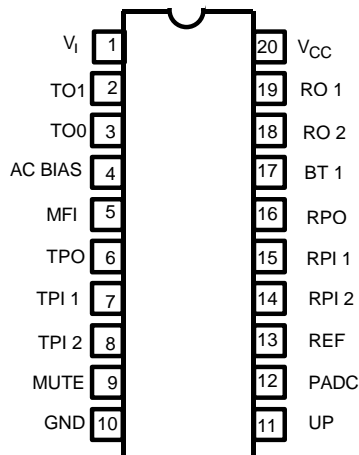 VI 1 20 VCC
TO1 2 19 RO 1
TO0 3 18 RO 2
AC BIAS 4 17 BT 1
MFI 5 16 RPO
TPO 6 15 RPI 1
TPI 1 7 14 RPI 2
TPI 2 8 13 REF
MUTE 9 12 PADC
GND 10 11 UP